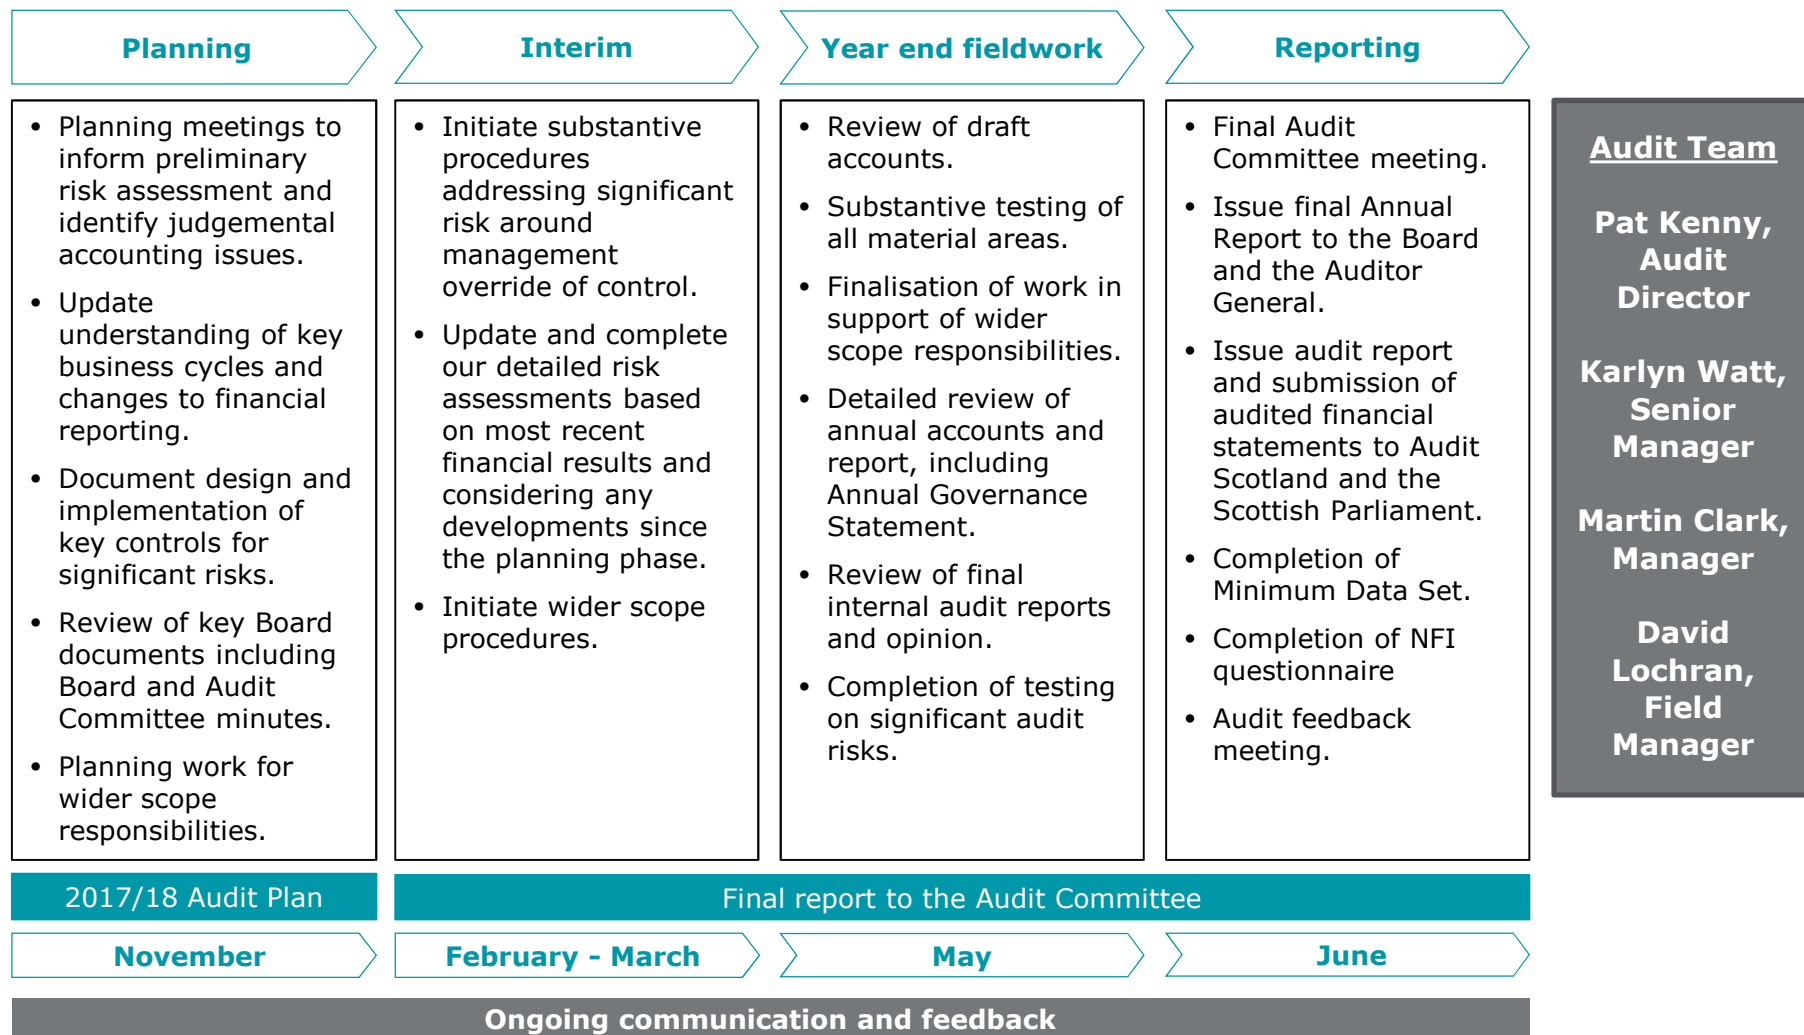 Planning
Interim
Year end fieldwork
Reporting
• Planning meetings to
inform preliminary
risk assessment and
identify judgemental
accounting issues.
• Update
understanding of key
business cycles and
changes to financial
reporting.
• Document design and
implementation of
key controls for
significant risks.
• Review of key Board
documents including
Board and Audit
Committee minutes.
• Planning work for
wider scope
responsibilities.
• Initiate substantive
procedures
addressing significant
risk around
management
override of control.
• Update and complete
our detailed risk
assessments based
on most recent
financial results and
considering any
developments since
the planning phase.
• Initiate wider scope
procedures.
• Review of draft
accounts.
• Substantive testing of
all material areas.
• Finalisation of work in
support of wider
scope responsibilities.
• Detailed review of
annual accounts and
report, including
Annual Governance
Statement.
• Review of final
internal audit reports
and opinion.
• Completion of testing
on significant audit
risks.
• Final Audit
Committee meeting.
• Issue final Annual
Report to the Board
and the Auditor
General.
• Issue audit report
and submission of
audited financial
statements to Audit
Scotland and the
Scottish Parliament.
• Completion of
Minimum Data Set.
• Completion of NFI
questionnaire
• Audit feedback
meeting.
Audit Team
Pat Kenny,
Audit
Director
Karlyn Watt,
Senior
Manager
Martin Clark,
Manager
David
Lochran,
Field
Manager
2017/18 Audit Plan
Final report to the Audit Committee
November
February - March
May
June
Ongoing communication and feedback